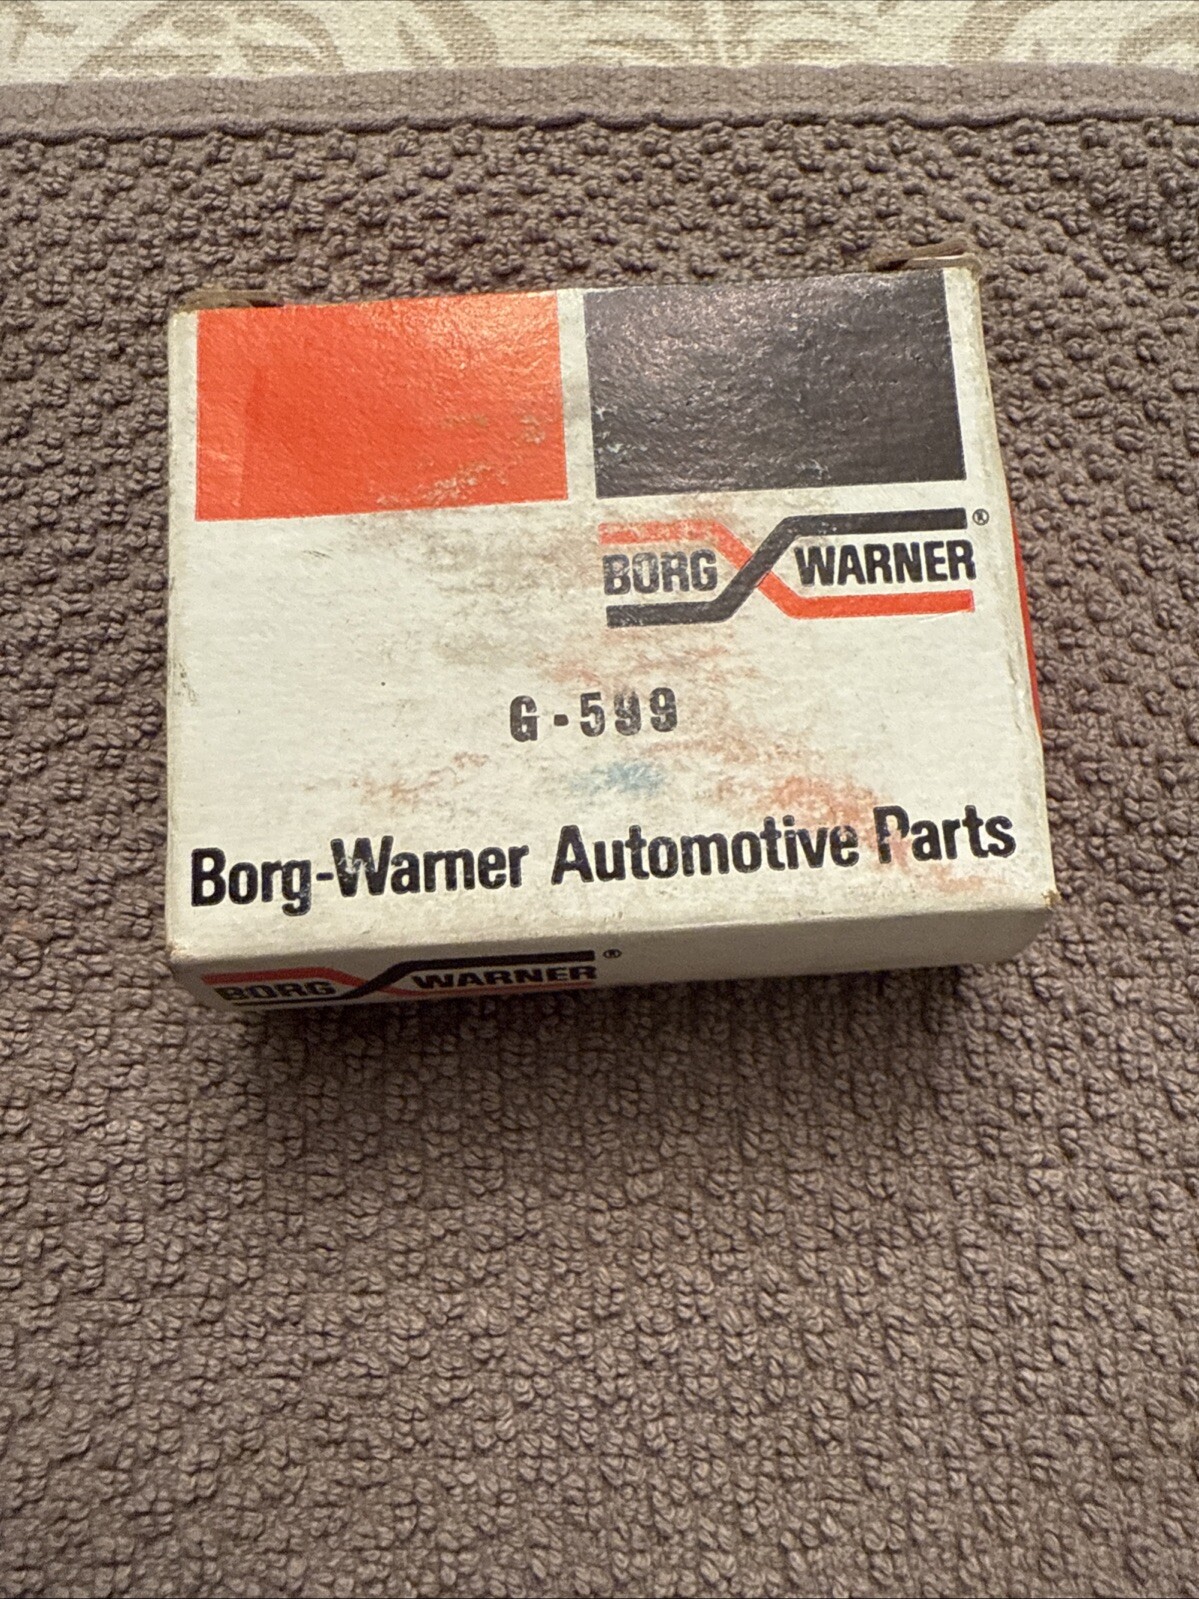 BORG WARNER ®
G-599
Borg-Warner Automotive Parts
BORG WARNER ®